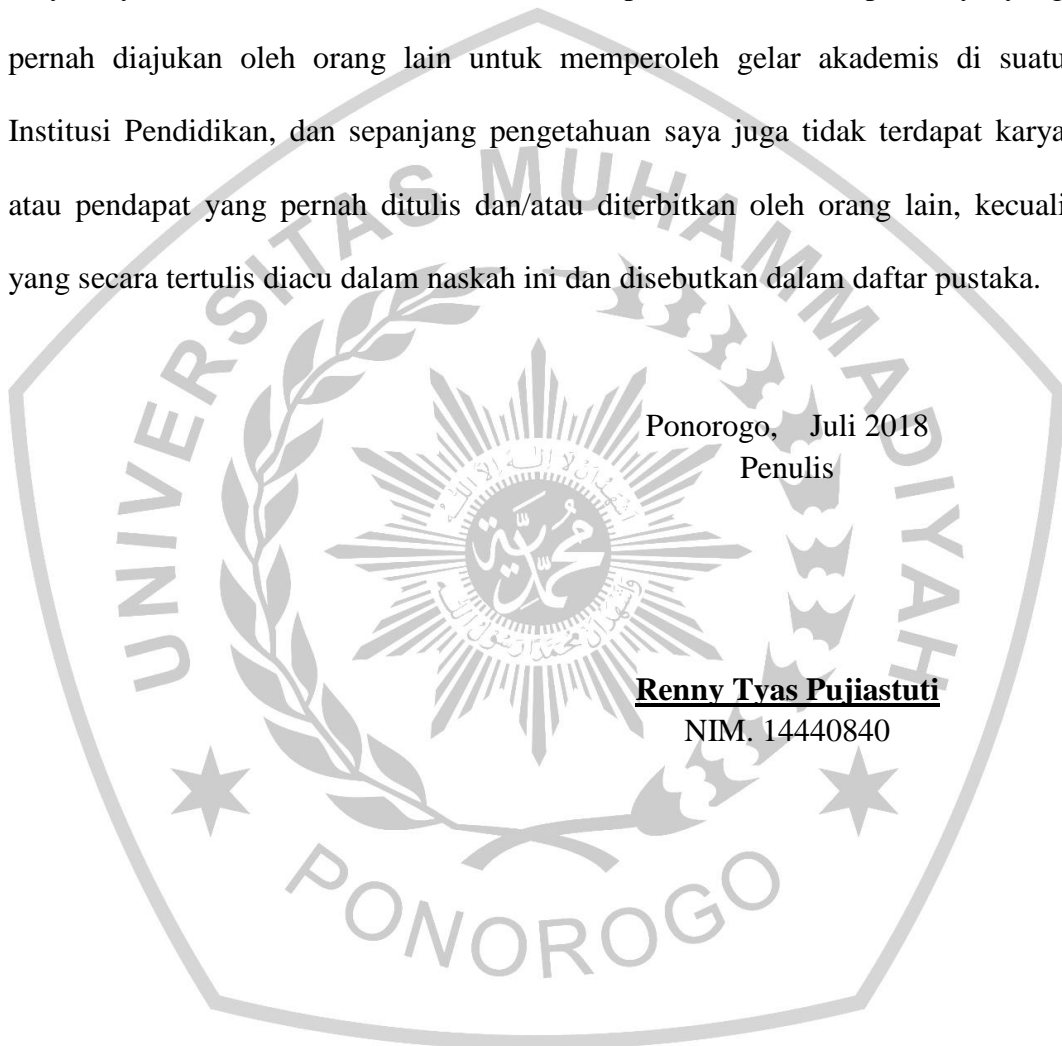 pernah diajukan oleh orang lain untuk memperoleh gelar akademis di suatu
Institusi Pendidikan, dan sepanjang pengetahuan saya juga tidak terdapat karya
atau pendapat yang pernah ditulis dan/atau diterbitkan oleh orang lain, kecuali
yang secara tertulis diacu dalam naskah ini dan disebutkan dalam daftar pustaka.
UNIVERSITAS MUHAMMADIYAH
Ponorogo, Juli 2018
Penulis
محمدية
Renny Tyas Pujiastuti
NIM. 14440840
PONOROGO